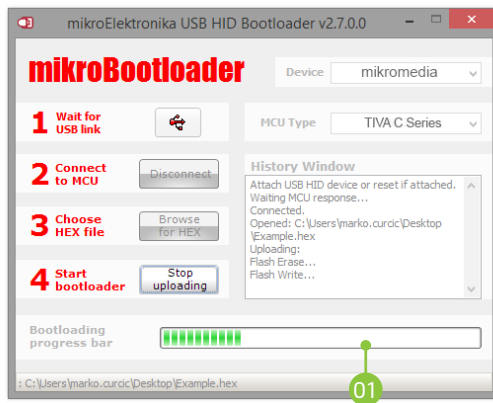 mikroElektronika USB HID Bootloader v2.7.0.0
mikroBootloader
Device
mikromedia
1 Wait for
USB link
MCU Type
TIVA C Series
2 Connect
to MCU
Disconnect
3 Choose
HEX file
Browse
for HEX
4 Start
bootloader
Stop
uploading
History Window
Attach USB HID device or reset if attached.
Waiting MCU response...
Connected.
Opened: C:\Users\marko.curcic\Desktop
\Example.hex
Uploading:
Flash Erase...
Flash Write...
Bootloading
progress bar
: C:\Users\marko.curcic\Desktop\Example.hex
01